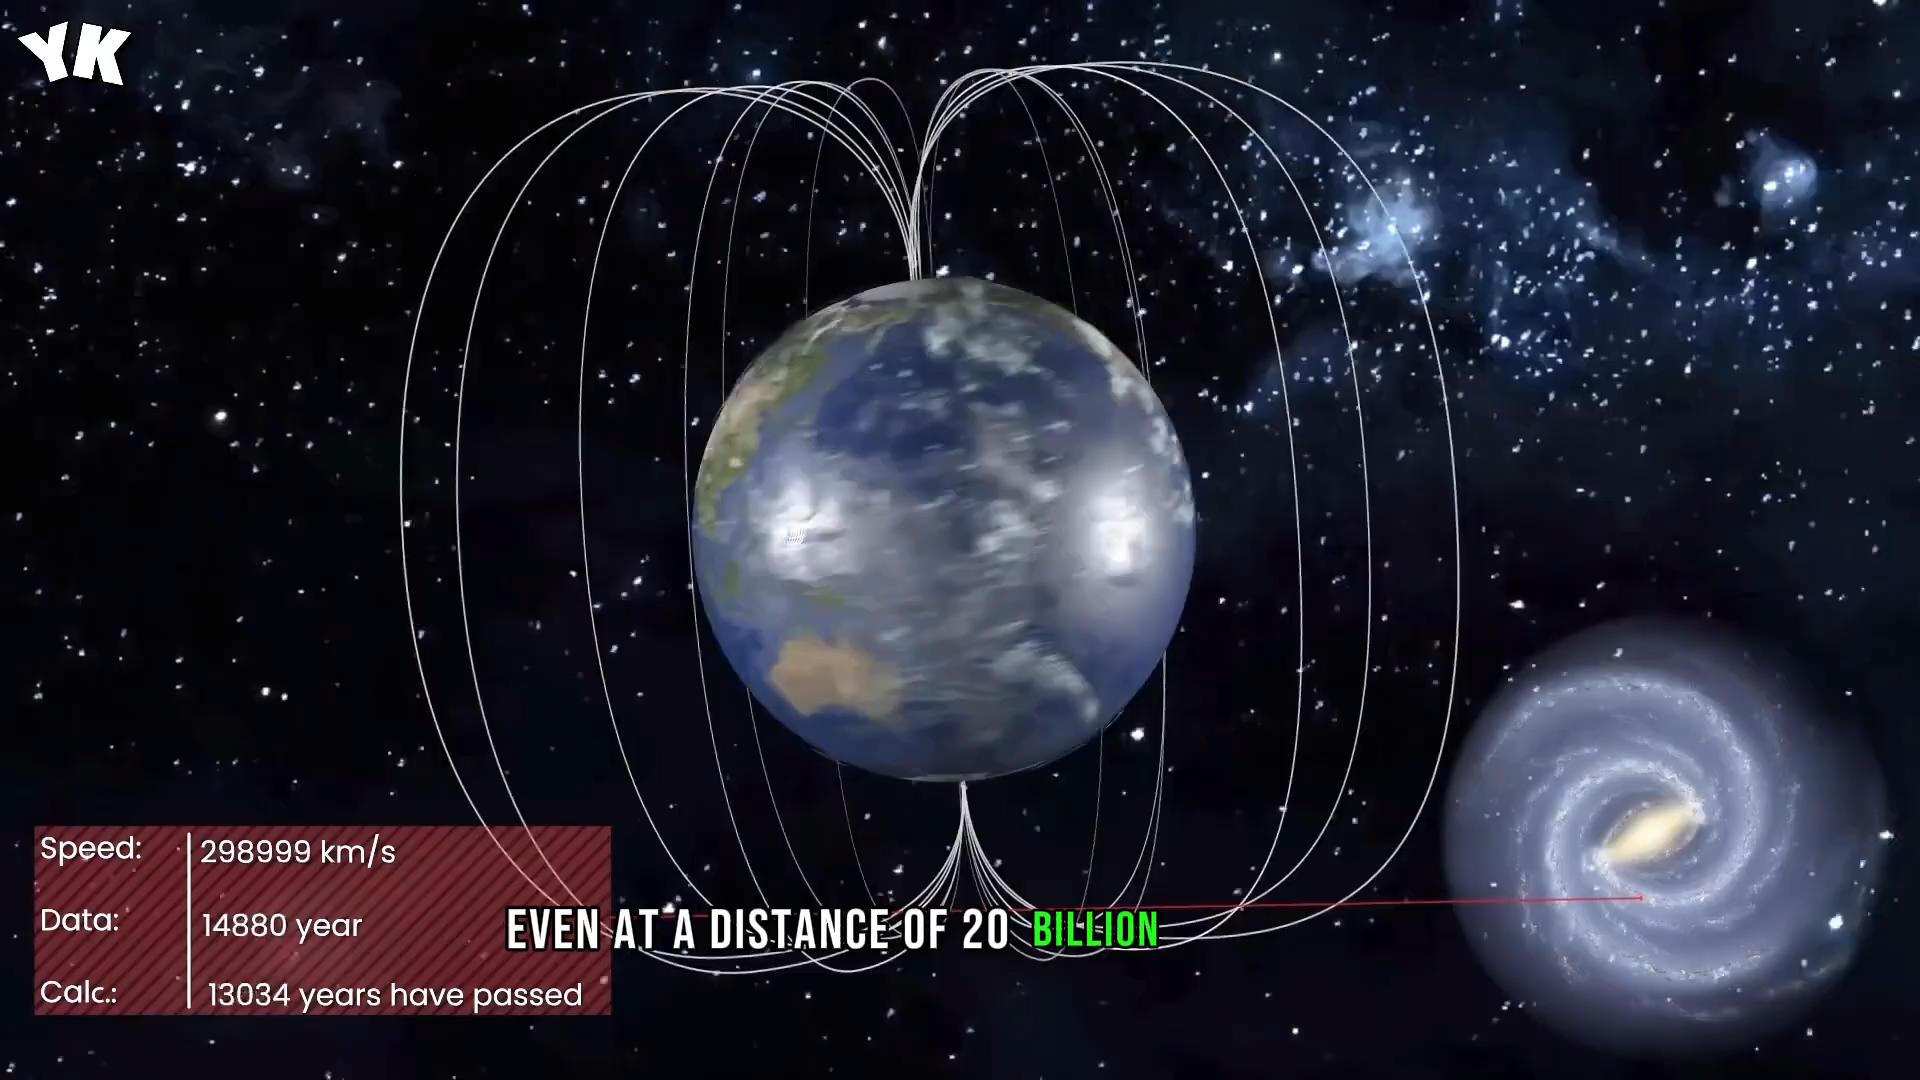 YK
Speed: 298999 km/s
Data: 14880 year
Calc.: 13034 years have passed
EVEN AT A DISTANCE OF 20 BILLION